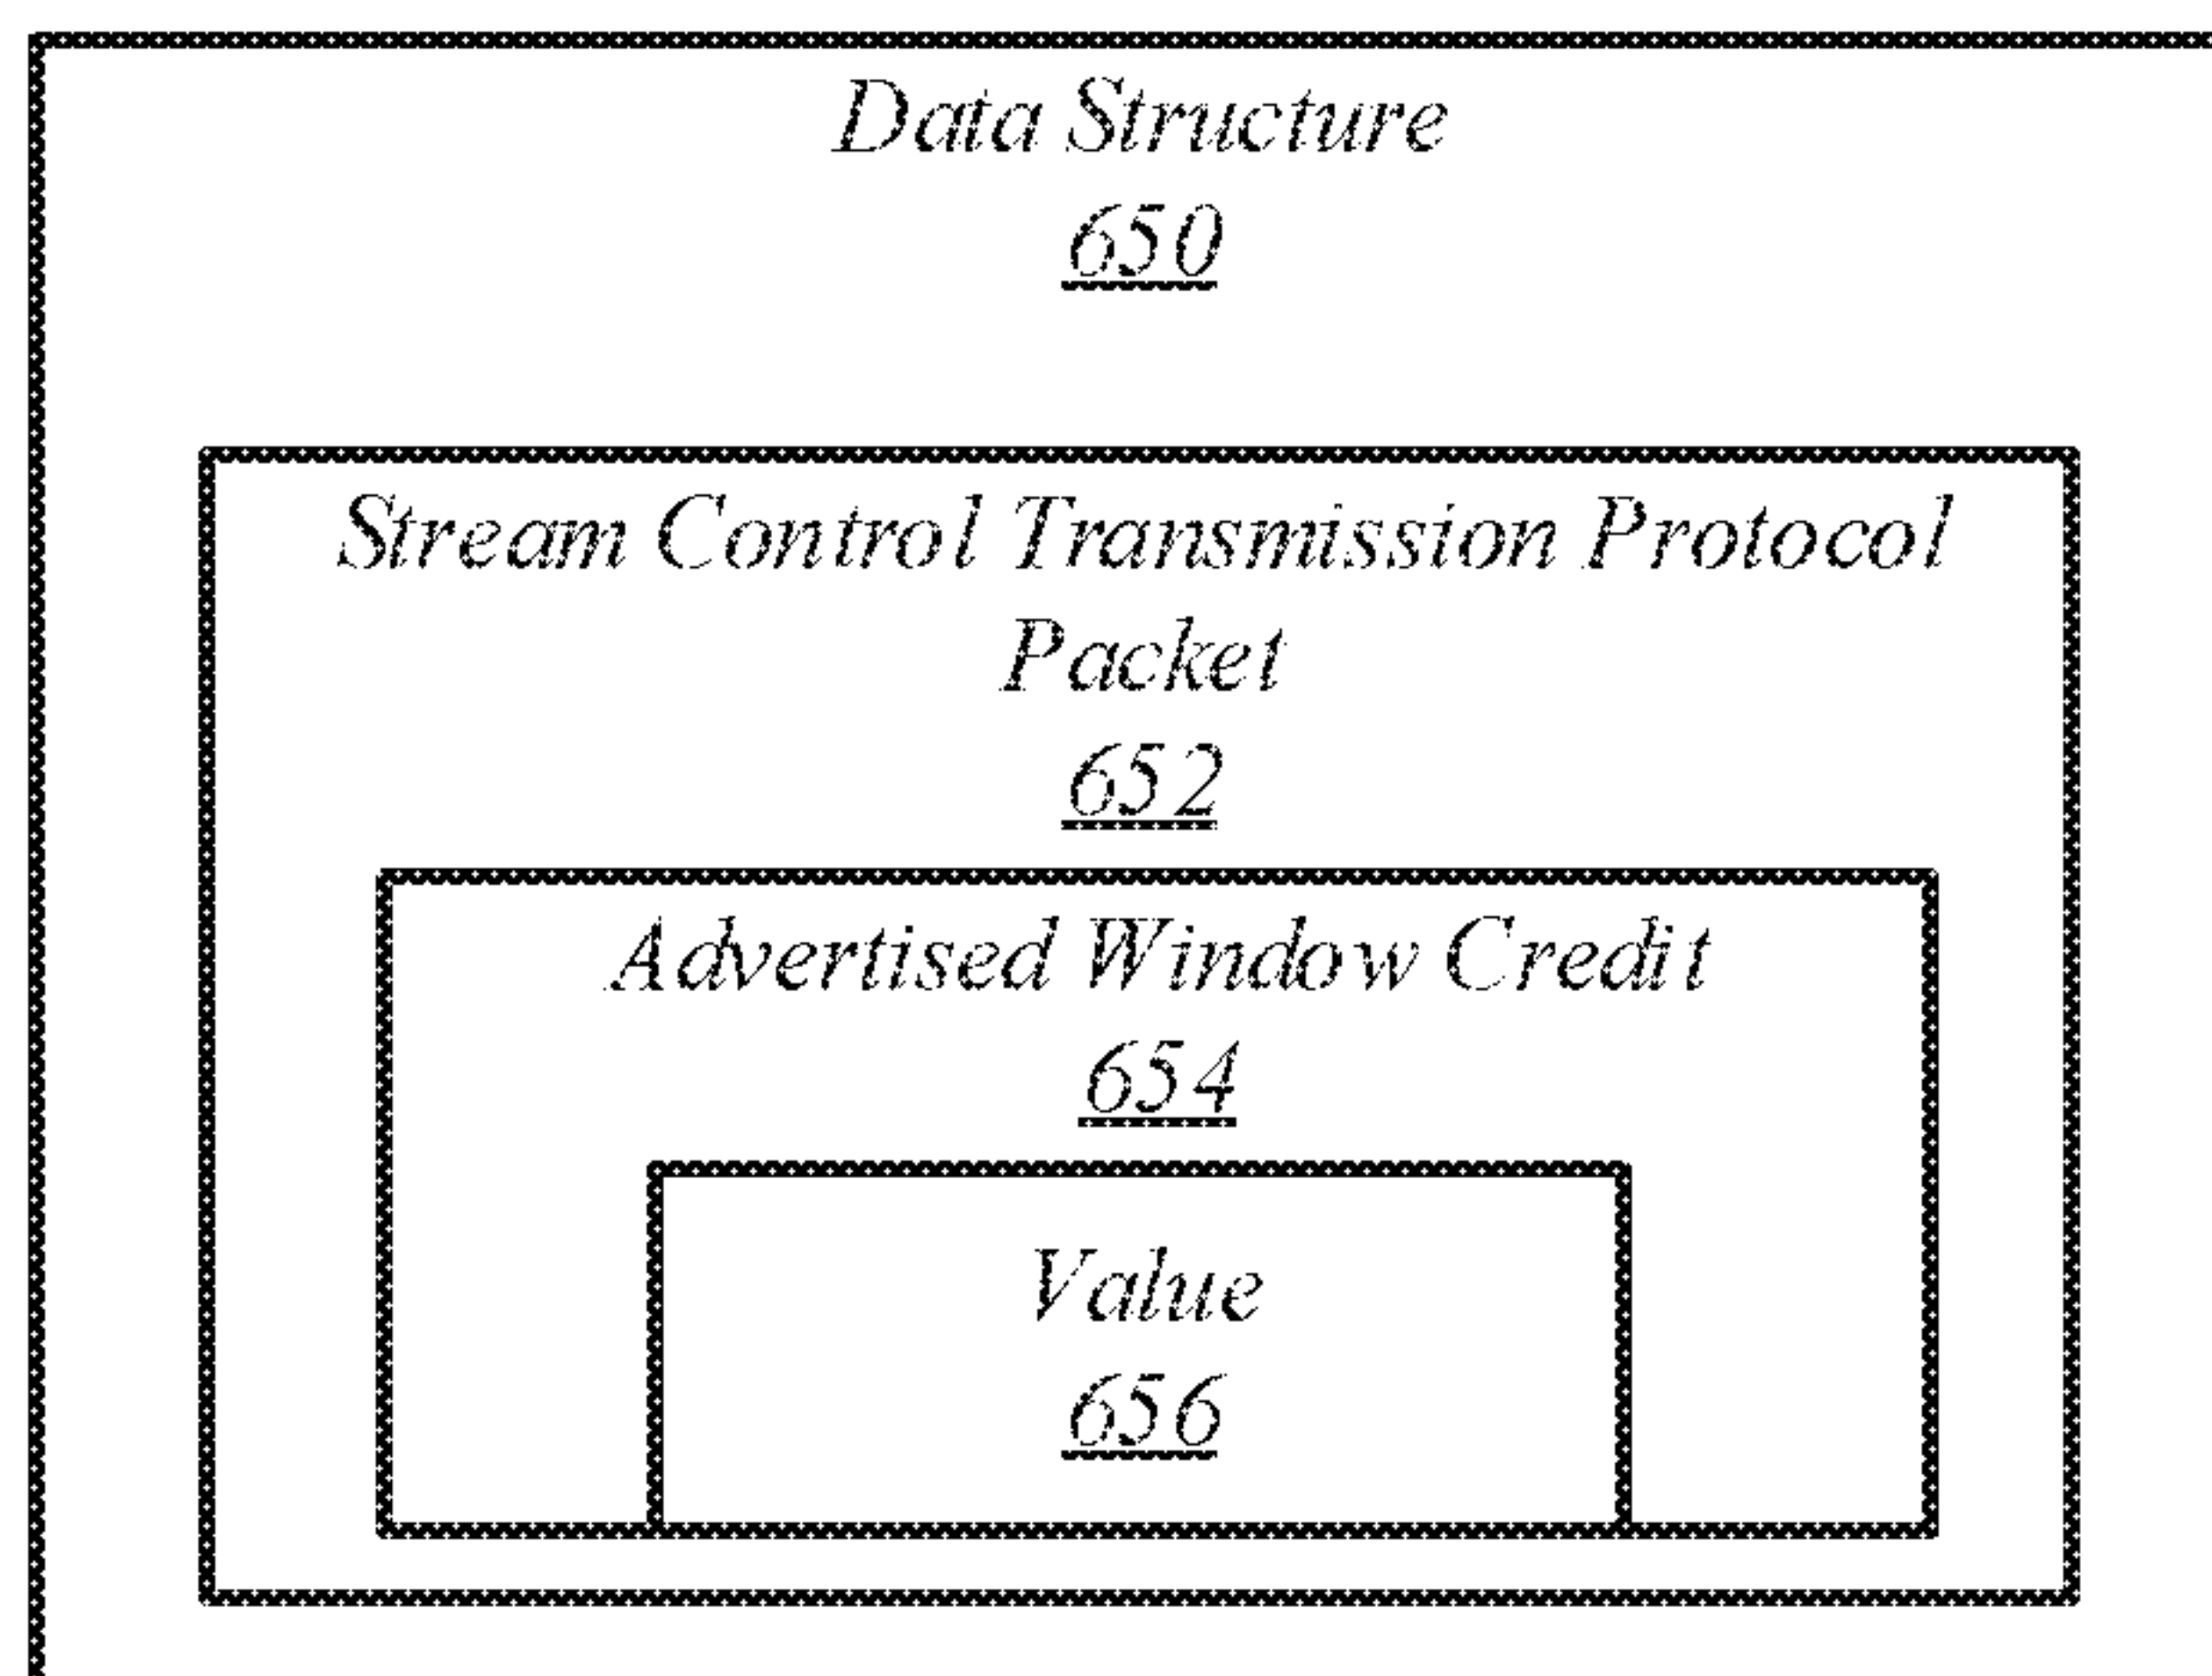 Data Structure
650
Stream Control Transmission Protocol
Packet
652
Advertised Window Credit
654
Value
656